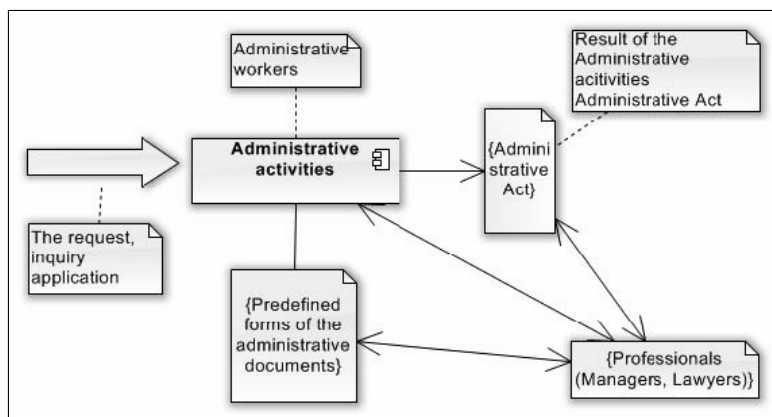 Administrative
workers
Result of the
Administrative
acitivities
Administrative Act
Administrative
activities
{Admini
strative
Act}
The request,
inquiry
application
{Predefined
forms of the
administrative
documents}
{Professionals
(Managers, Lawyers)}